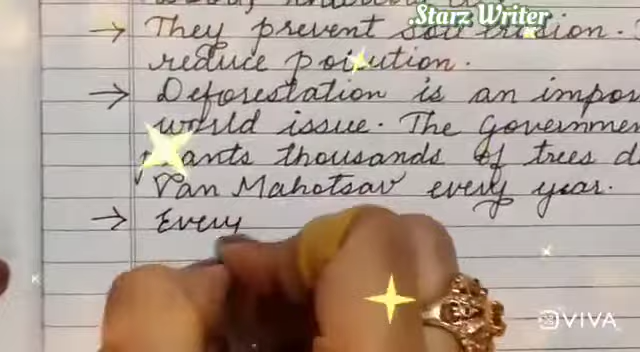 Starz Writer
→ They prevent soil erosion.
reduce pollution.
→ Deforestation is an impor
world issue. The Governmen
plants thousands of trees d
Van Mahotsav every year.
→ Every
VIVA